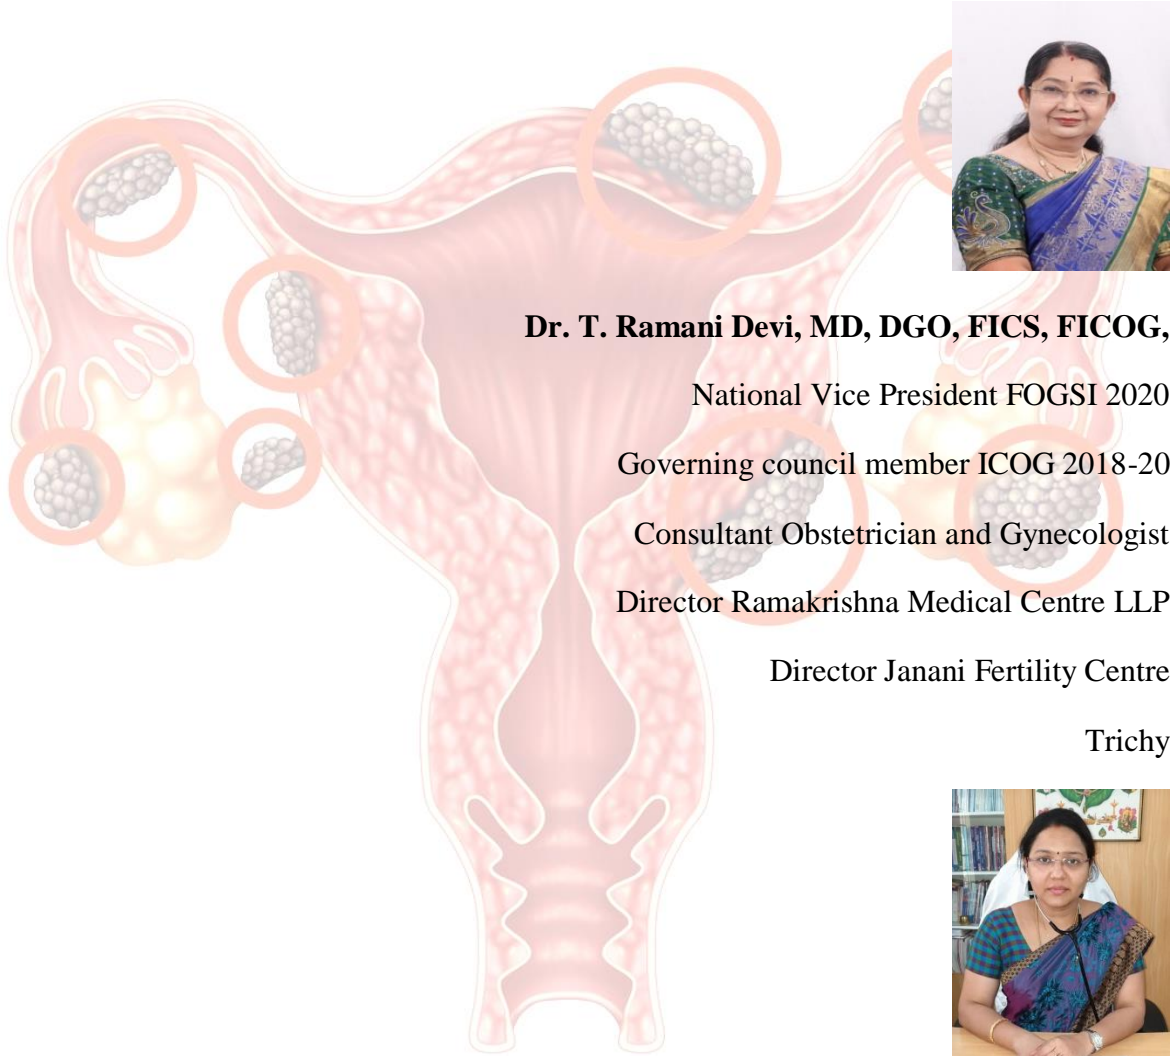 Dr. T. Ramani Devi, MD, DGO, FICS, FICOG,
National Vice President FOGSI 2020
Governing council member ICOG 2018-20
Consultant Obstetrician and Gynecologist
Director Ramakrishna Medical Centre LLP
Director Janani Fertility Centre
Trichy